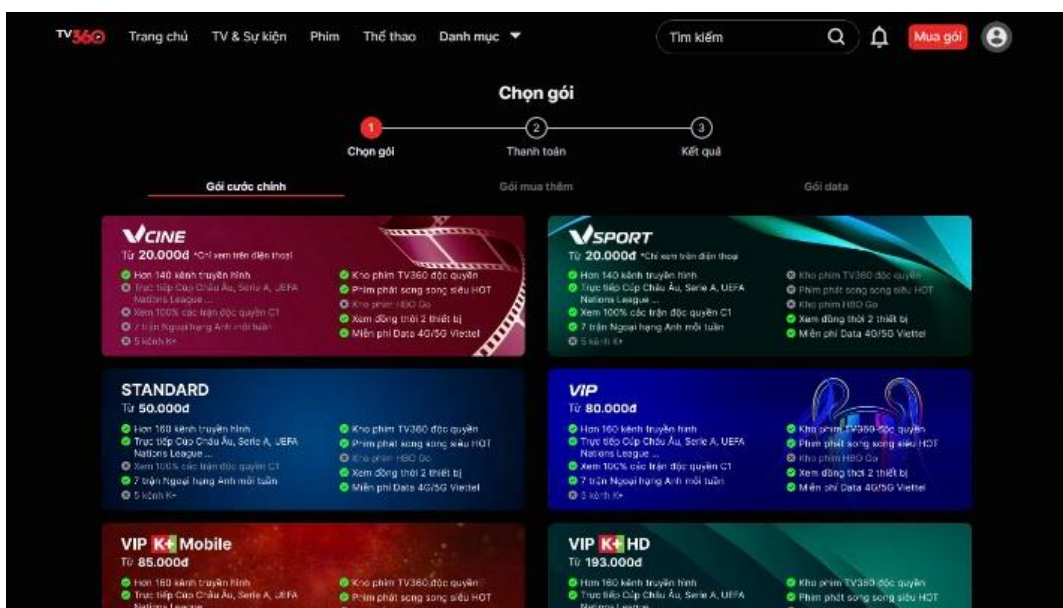 TV360 Trang chủ TV & Sự kiện Phim Thể thao Danh mục Tìm kiếm Mua gói
Chọn gói
1 2 3
Chọn gói Thanh toán Kết quả
Gói cước chính Gói mua thêm Gói data
VCINE
Từ 20.000đ *Chỉ xem trên điện thoại
Hơn 140 kênh truyền hình
Trực tiếp Cúp Châu Âu, Serie A, UEFA
Nations League ...
Xem 100% các trận độc quyền C1
7 trận Ngoại hạng Anh mỗi tuần
5 kênh K+
Kho phim TV360 độc quyền
Phim phát song song siêu HOT
Kho phim HBO Go
Xem đồng thời 2 thiết bị
Miễn phí Data 4G/5G Viettel
VSPORT
Từ 20.000đ *Chỉ xem trên điện thoại
Hơn 140 kênh truyền hình
Trực tiếp Cúp Châu Âu, Serie A, UEFA
Nations League ...
Xem 100% các trận độc quyền C1
7 trận Ngoại hạng Anh mỗi tuần
5 kênh K+
Kho phim TV360 độc quyền
Phim phát song song siêu HOT
Kho phim HBO Go
Xem đồng thời 2 thiết bị
Miễn phí Data 4G/5G Viettel
STANDARD
Từ 50.000đ
Hơn 160 kênh truyền hình
Trực tiếp Cúp Châu Âu, Serie A, UEFA
Nations League ...
Xem 100% các trận độc quyền C1
7 trận Ngoại hạng Anh mỗi tuần
5 kênh K+
Kho phim TV360 độc quyền
Phim phát song song siêu HOT
Kho phim HBO Go
Xem đồng thời 2 thiết bị
Miễn phí Data 4G/5G Viettel
VIP
Từ 80.000đ
Hơn 160 kênh truyền hình
Trực tiếp Cúp Châu Âu, Serie A, UEFA
Nations League ...
Xem 100% các trận độc quyền C1
7 trận Ngoại hạng Anh mỗi tuần
kênh K+
Kho phim TV360 độc quyền
Phim phát song song siêu HOT
Kho phim HBO Go
Xem đồng thời 2 thiết bị
Miễn phí Data 4G/5G Viettel
VIP K+ Mobile
Từ 85.000đ
Hơn 160 kênh truyền hình
Trực tiếp Cúp Châu Âu, Serie A, UEFA
Nations League
Kho phim TV360 độc quyền
Phim phát song song siêu HOT
VIP K+ HD
Từ 193.000đ
Hơn 160 kênh truyền hình
Trực tiếp Cúp Châu Âu, Serie A, UEFA
Nations League
Kho phim TV360 độc quyền
Phim phát song song siêu HOT